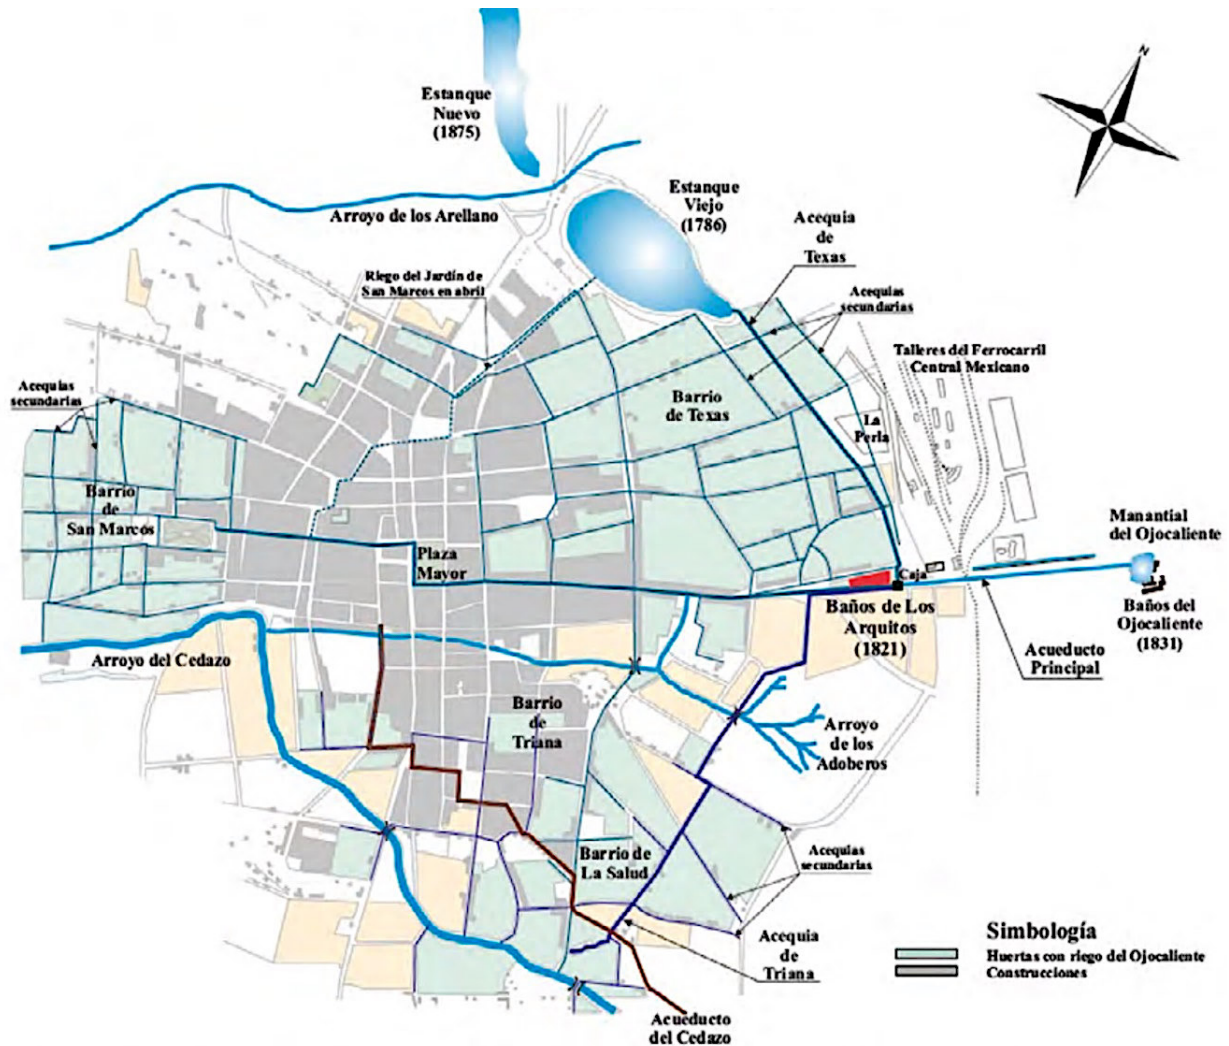 N
Estanque
Nuevo
(1875)
Estanque
Viejo
(1786)
Arroyo de los Arellano
Acequia
de
Texas
Riego del Jardín de
San Marcos en abril
Acequias
secundarias
Talleres del Ferrocarril
Central Mexicano
Acequias
secundarias
Barrio
de Texas
La
Perla
Barrio
de
San Marcos
Manantial
del Ojocaliente
Plaza
Mayor
Caja
Baños de Los
Arquitos
(1821)
Baños del
Ojocaliente
(1831)
Acueducto
Principal
Arroyo del Cedazo
Barrio
de
Triana
Arroyo
de los
Adoberos
Barrio de
La Salud
Acequias
secundarias
Acequia
de
Triana
Simbología
Huertas con riego del Ojocaliente
Construcciones
Acueducto
del Cedazo